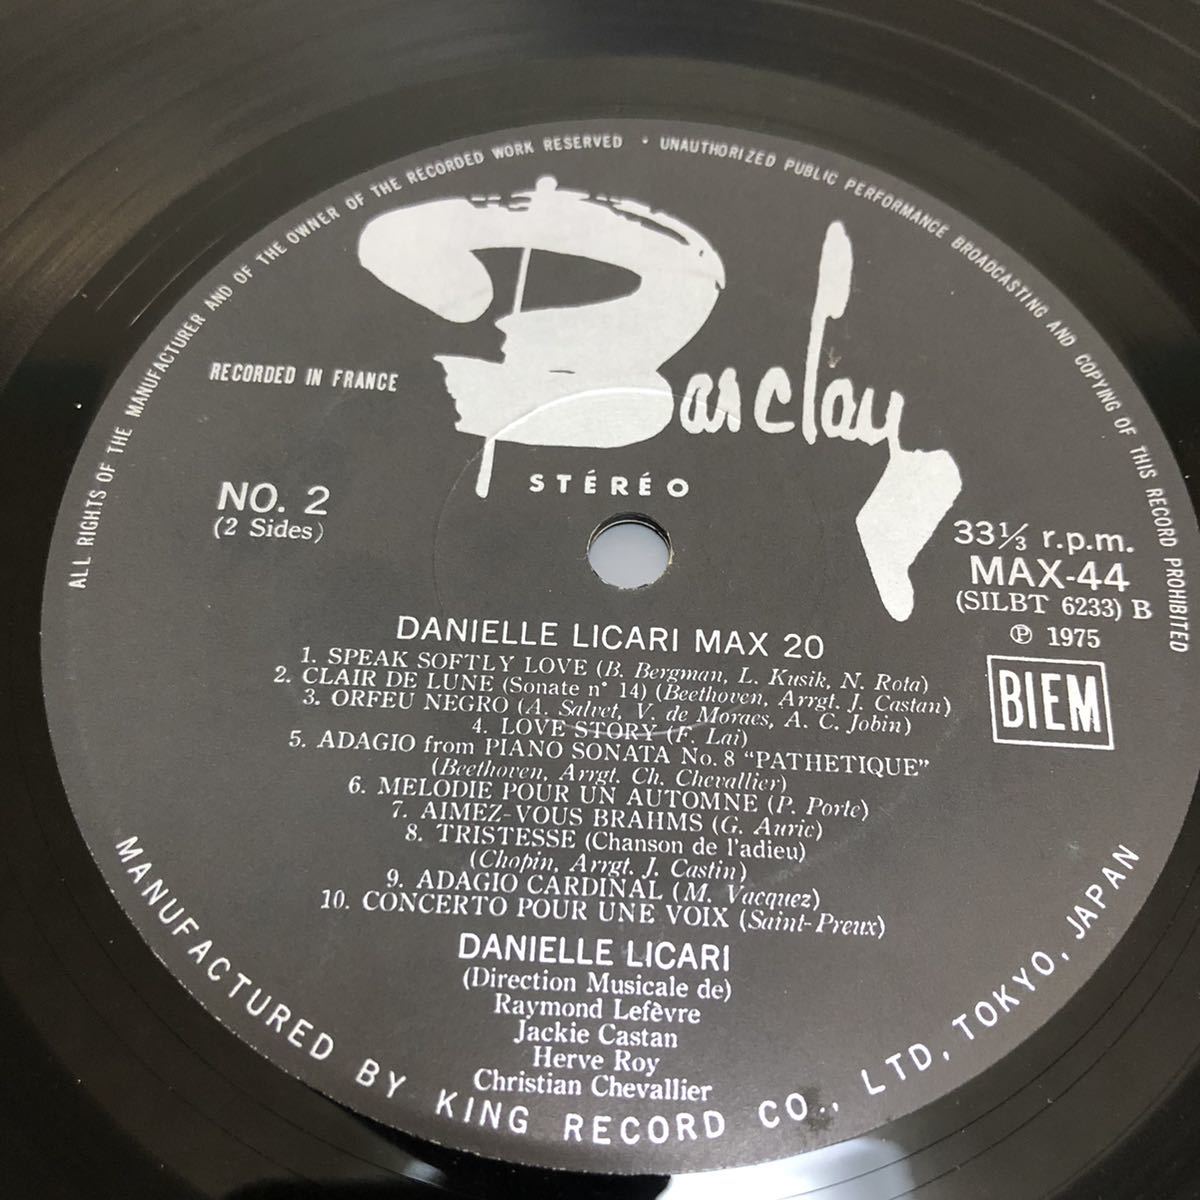 ALL RIGHTS OF THE MANUFACTURER AND OF THE OWNER OF THE RECORDED WORK RESERVED • UNAUTHORIZED PUBLIC PERFORMANCE BROADCASTING AND COPYING OF THIS RECORD PROHIBITED
Barclay
RECORDED IN FRANCE
STÉRÉO
NO. 2
(2 Sides)
33⅓ r.p.m.
MAX-44
(SILBT 6233) B
℗ 1975
BIEM
DANIELLE LICARI MAX 20
1. SPEAK SOFTLY LOVE (B. Bergman, L. Kusik, N. Rota)
2. CLAIR DE LUNE (Sonate n° 14) (Beethoven, Arrgt. J. Castan)
3. ORFEU NEGRO (A. Salvet, V. de Moraes, A. C. Jobin)
4. LOVE STORY (F. Lai)
5. ADAGIO from PIANO SONATA No. 8 “PATHETIQUE”
(Beethoven, Arrgt. Ch. Chevallier)
6. MELODIE POUR UN AUTOMNE (P. Porte)
7. AIMEZ-VOUS BRAHMS (G. Auric)
8. TRISTESSE (Chanson de l'adieu)
(Chopin, Arrgt. J. Castin)
9. ADAGIO CARDINAL (M. Vacquez)
10. CONCERTO POUR UNE VOIX (Saint-Preux)
DANIELLE LICARI
(Direction Musicale de)
Raymond Lefèvre
Jackie Castan
Herve Roy
Christian Chevallier
MANUFACTURED BY KING RECORD CO., LTD, TOKYO, JAPAN